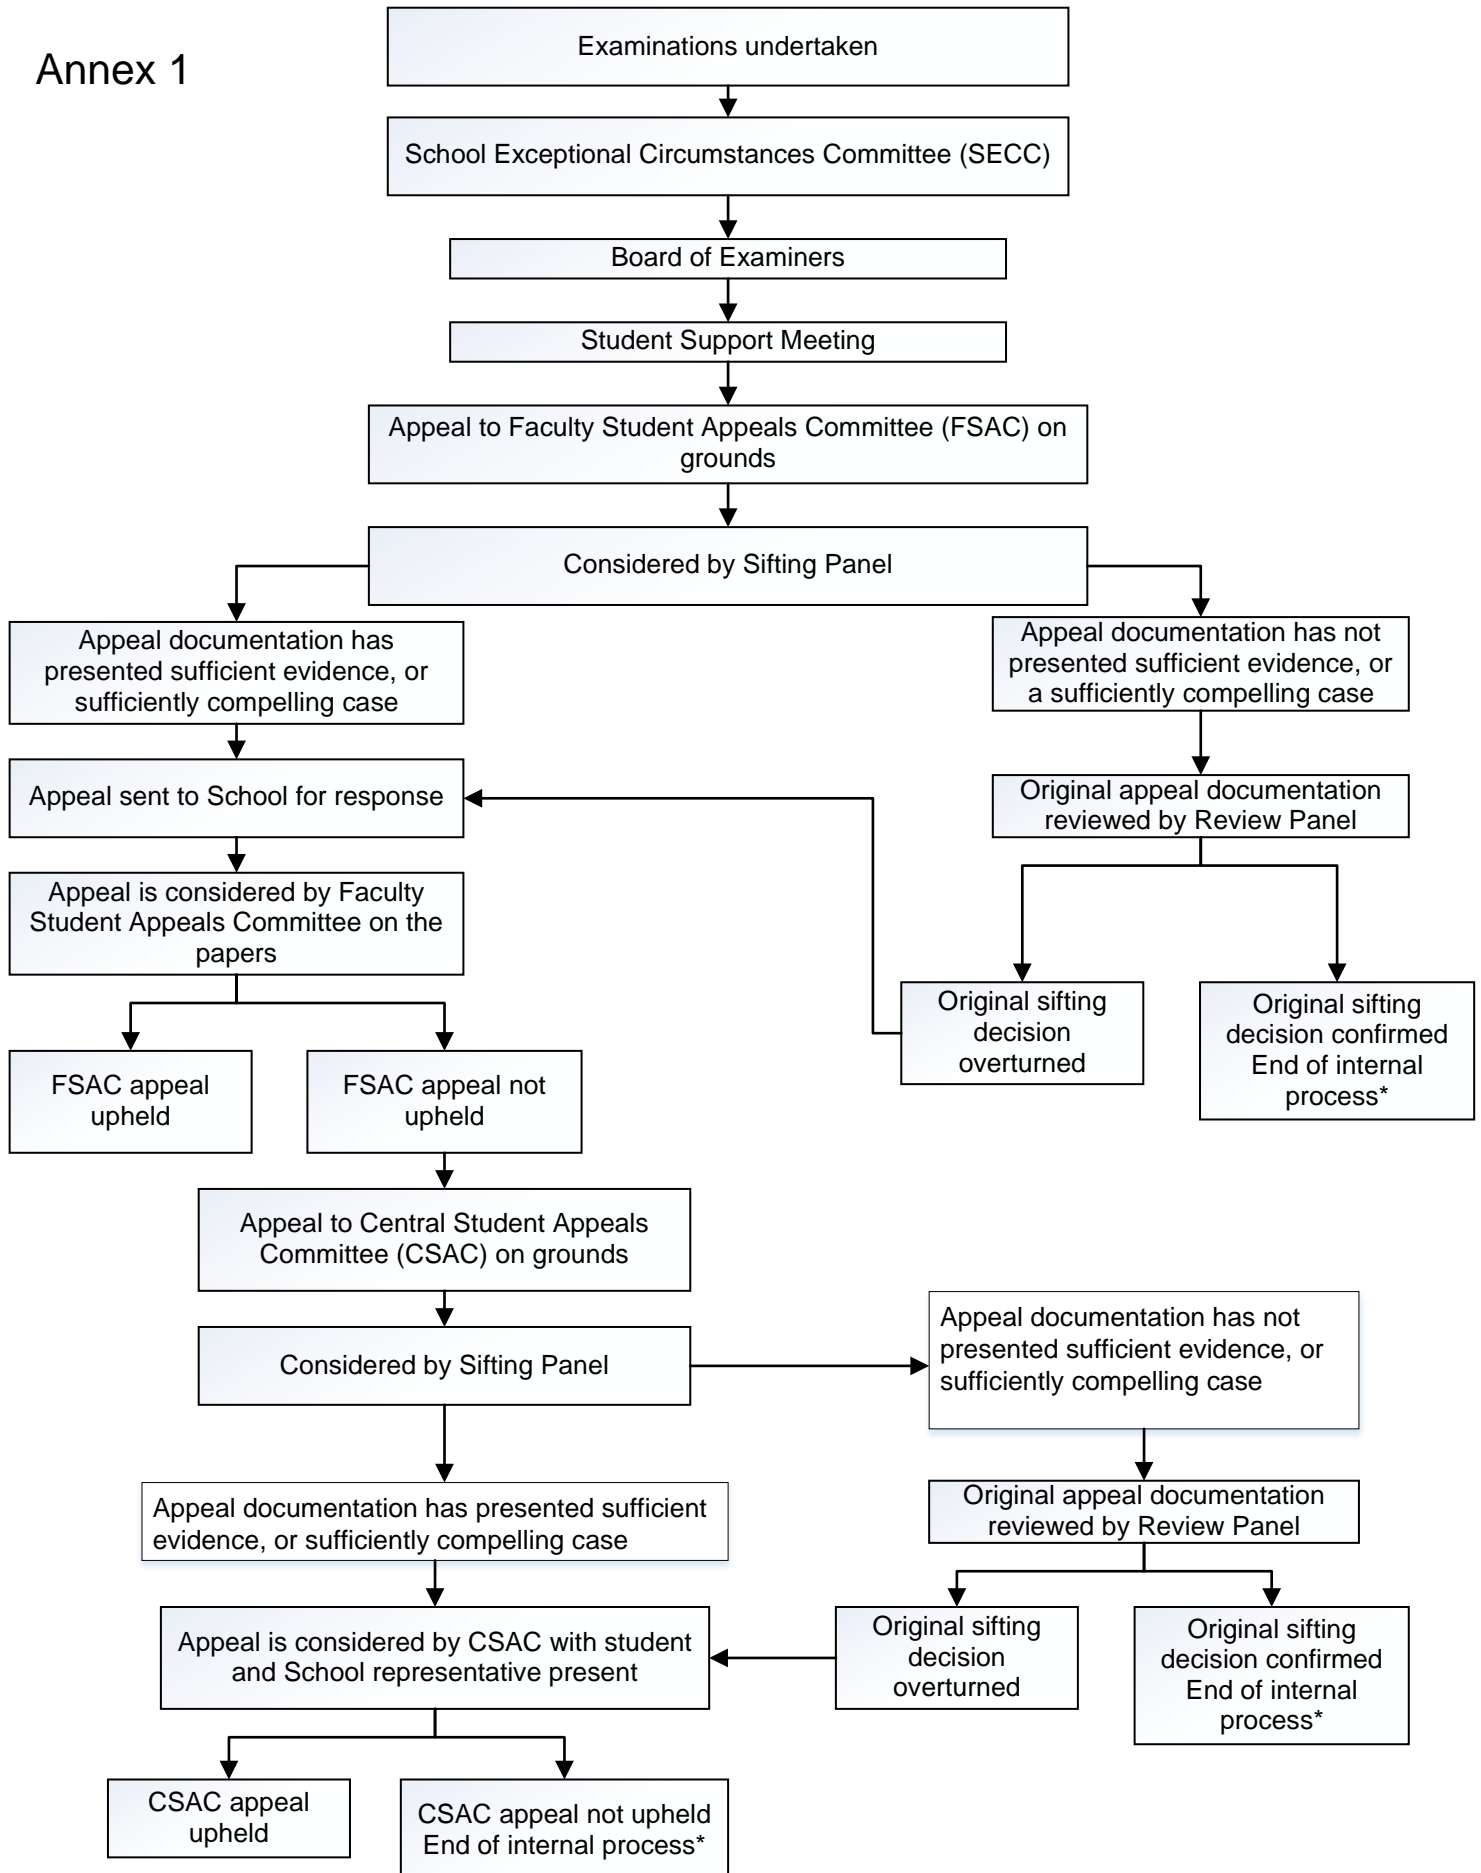 Annex 1
Examinations undertaken
School Exceptional Circumstances Committee (SECC)
Board of Examiners
Student Support Meeting
Appeal to Faculty Student Appeals Committee (FSAC) on
grounds
Considered by Sifting Panel
Appeal documentation has
presented sufficient evidence, or
sufficiently compelling case
Appeal documentation has not
presented sufficient evidence, or
a sufficiently compelling case
Appeal sent to School for response
Original appeal documentation
reviewed by Review Panel
Appeal is considered by Faculty
Student Appeals Committee on the
papers
Original sifting
decision
overturned
Original sifting
decision confirmed
End of internal
process*
FSAC appeal
upheld
FSAC appeal not
upheld
Appeal to Central Student Appeals
Committee (CSAC) on grounds
Considered by Sifting Panel
Appeal documentation has not
presented sufficient evidence, or
sufficiently compelling case
Appeal documentation has presented sufficient
evidence, or sufficiently compelling case
Original appeal documentation
reviewed by Review Panel
Appeal is considered by CSAC with student
and School representative present
Original sifting
decision
overturned
Original sifting
decision confirmed
End of internal
process*
CSAC appeal
upheld
CSAC appeal not upheld
End of internal process*